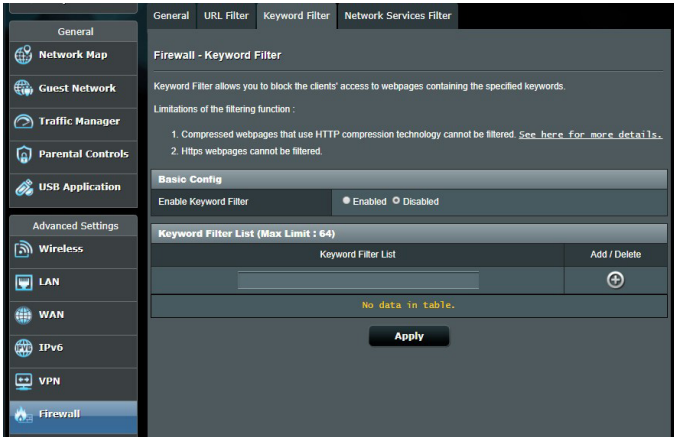 General
Network Map
Guest Network
Traffic Manager
Parental Controls
USB Application
Advanced Settings
Wireless
LAN
WAN
IPv6
VPN
Firewall
General URL Filter Keyword Filter Network Services Filter
Firewall - Keyword Filter
Keyword Filter allows you to block the clients' access to webpages containing the specified keywords.
Limitations of the filtering function :
1. Compressed webpages that use HTTP compression technology cannot be filtered. See here for more details.
2. Https webpages cannot be filtered.
Basic Config
Enable Keyword Filter Enabled Disabled
Keyword Filter List (Max Limit : 64)
Keyword Filter List Add / Delete
No data in table.
Apply